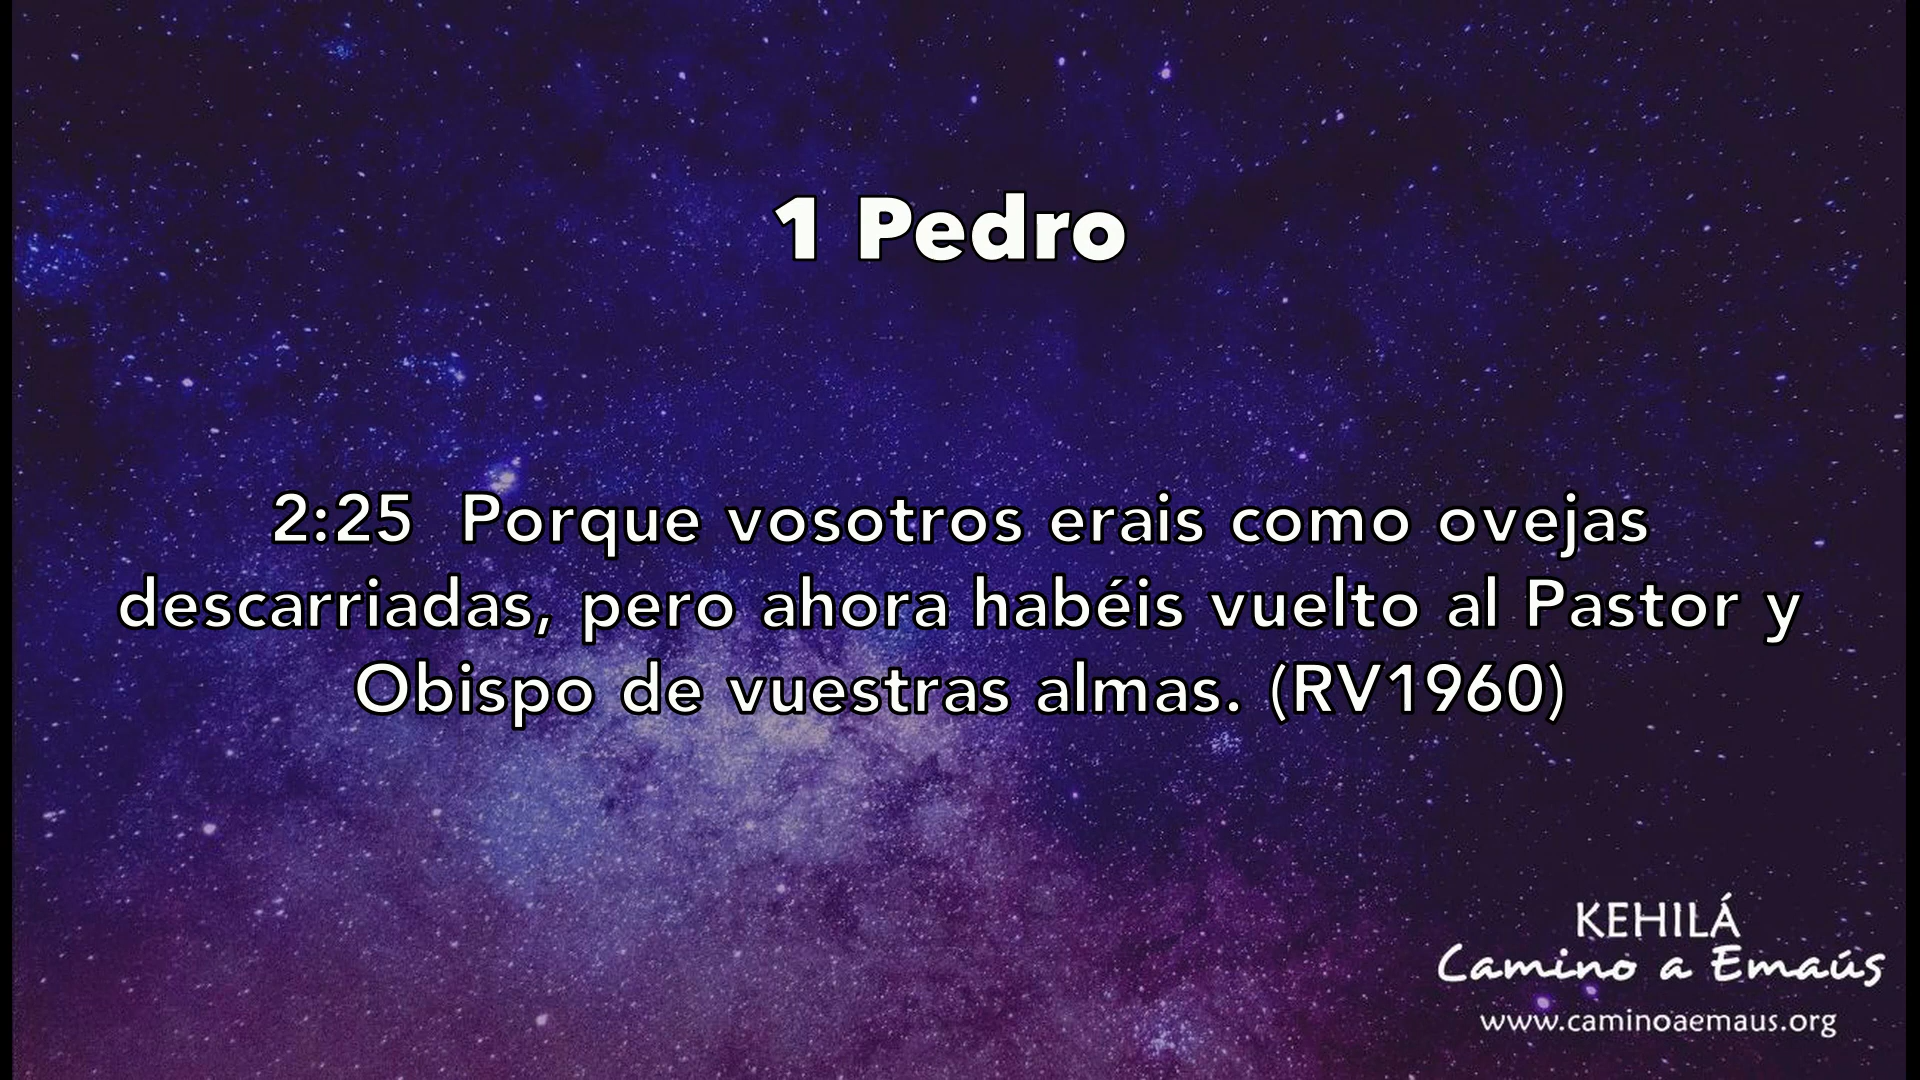 1 Pedro
2:25 Porque vosotros erais como ovejas
descarriadas, pero ahora habéis vuelto al Pastor y
Obispo de vuestras almas. (RV1960)
KEHILÁ
Camino a Emaús
www.caminoaemaus.org